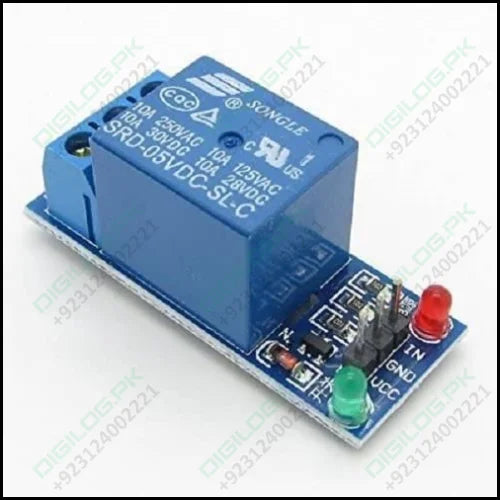 SONGLE
®
CQC
C US 1
10A 250VAC 10A 125VAC
10A 30VDC 10A 28VDC
SRD-05VDC-SL-C
IN
GND
VCC
DIGILOG.PK
+923124002221